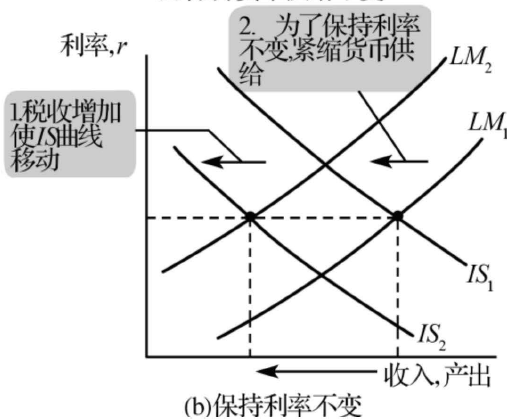 利率,r
2. 为了保持利率
不变,紧缩货币供
给
LM₂
1.税收增加
使IS曲线
移动
LM₁
IS₁
IS₂
收入,产出
(b)保持利率不变